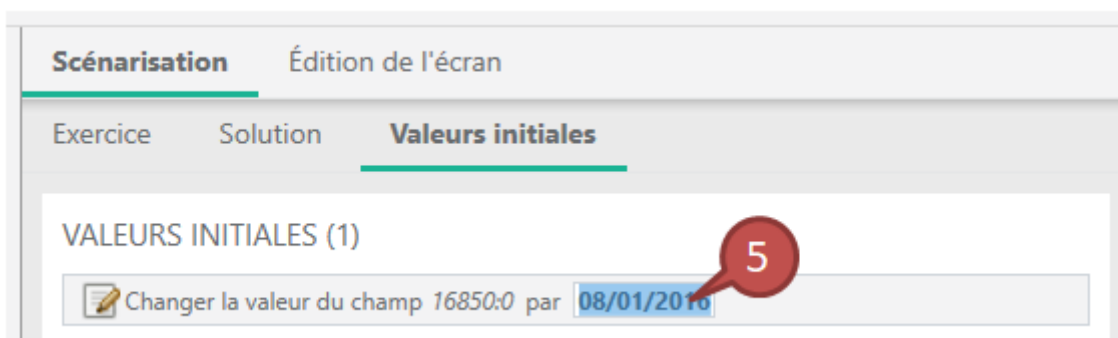 Scénarisation Édition de l'écran
Exercice Solution Valeurs initiales
VALEURS INITIALES (1)
5
Changer la valeur du champ 16850:0 par 08/01/2016